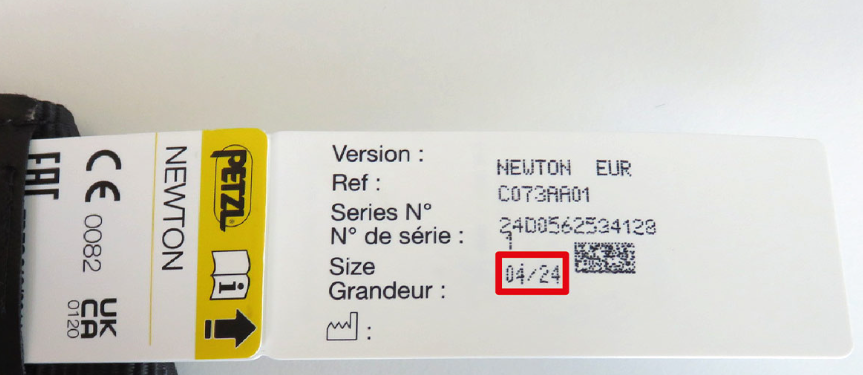 Version : NEWTON EUR
Ref : C073AA01
Series N°
N° de série : 24D0562534128
Size 1
Grandeur : 04/24
:
PETZL
i
NEWTON
CE 0082
UK
CA
0120
EAC